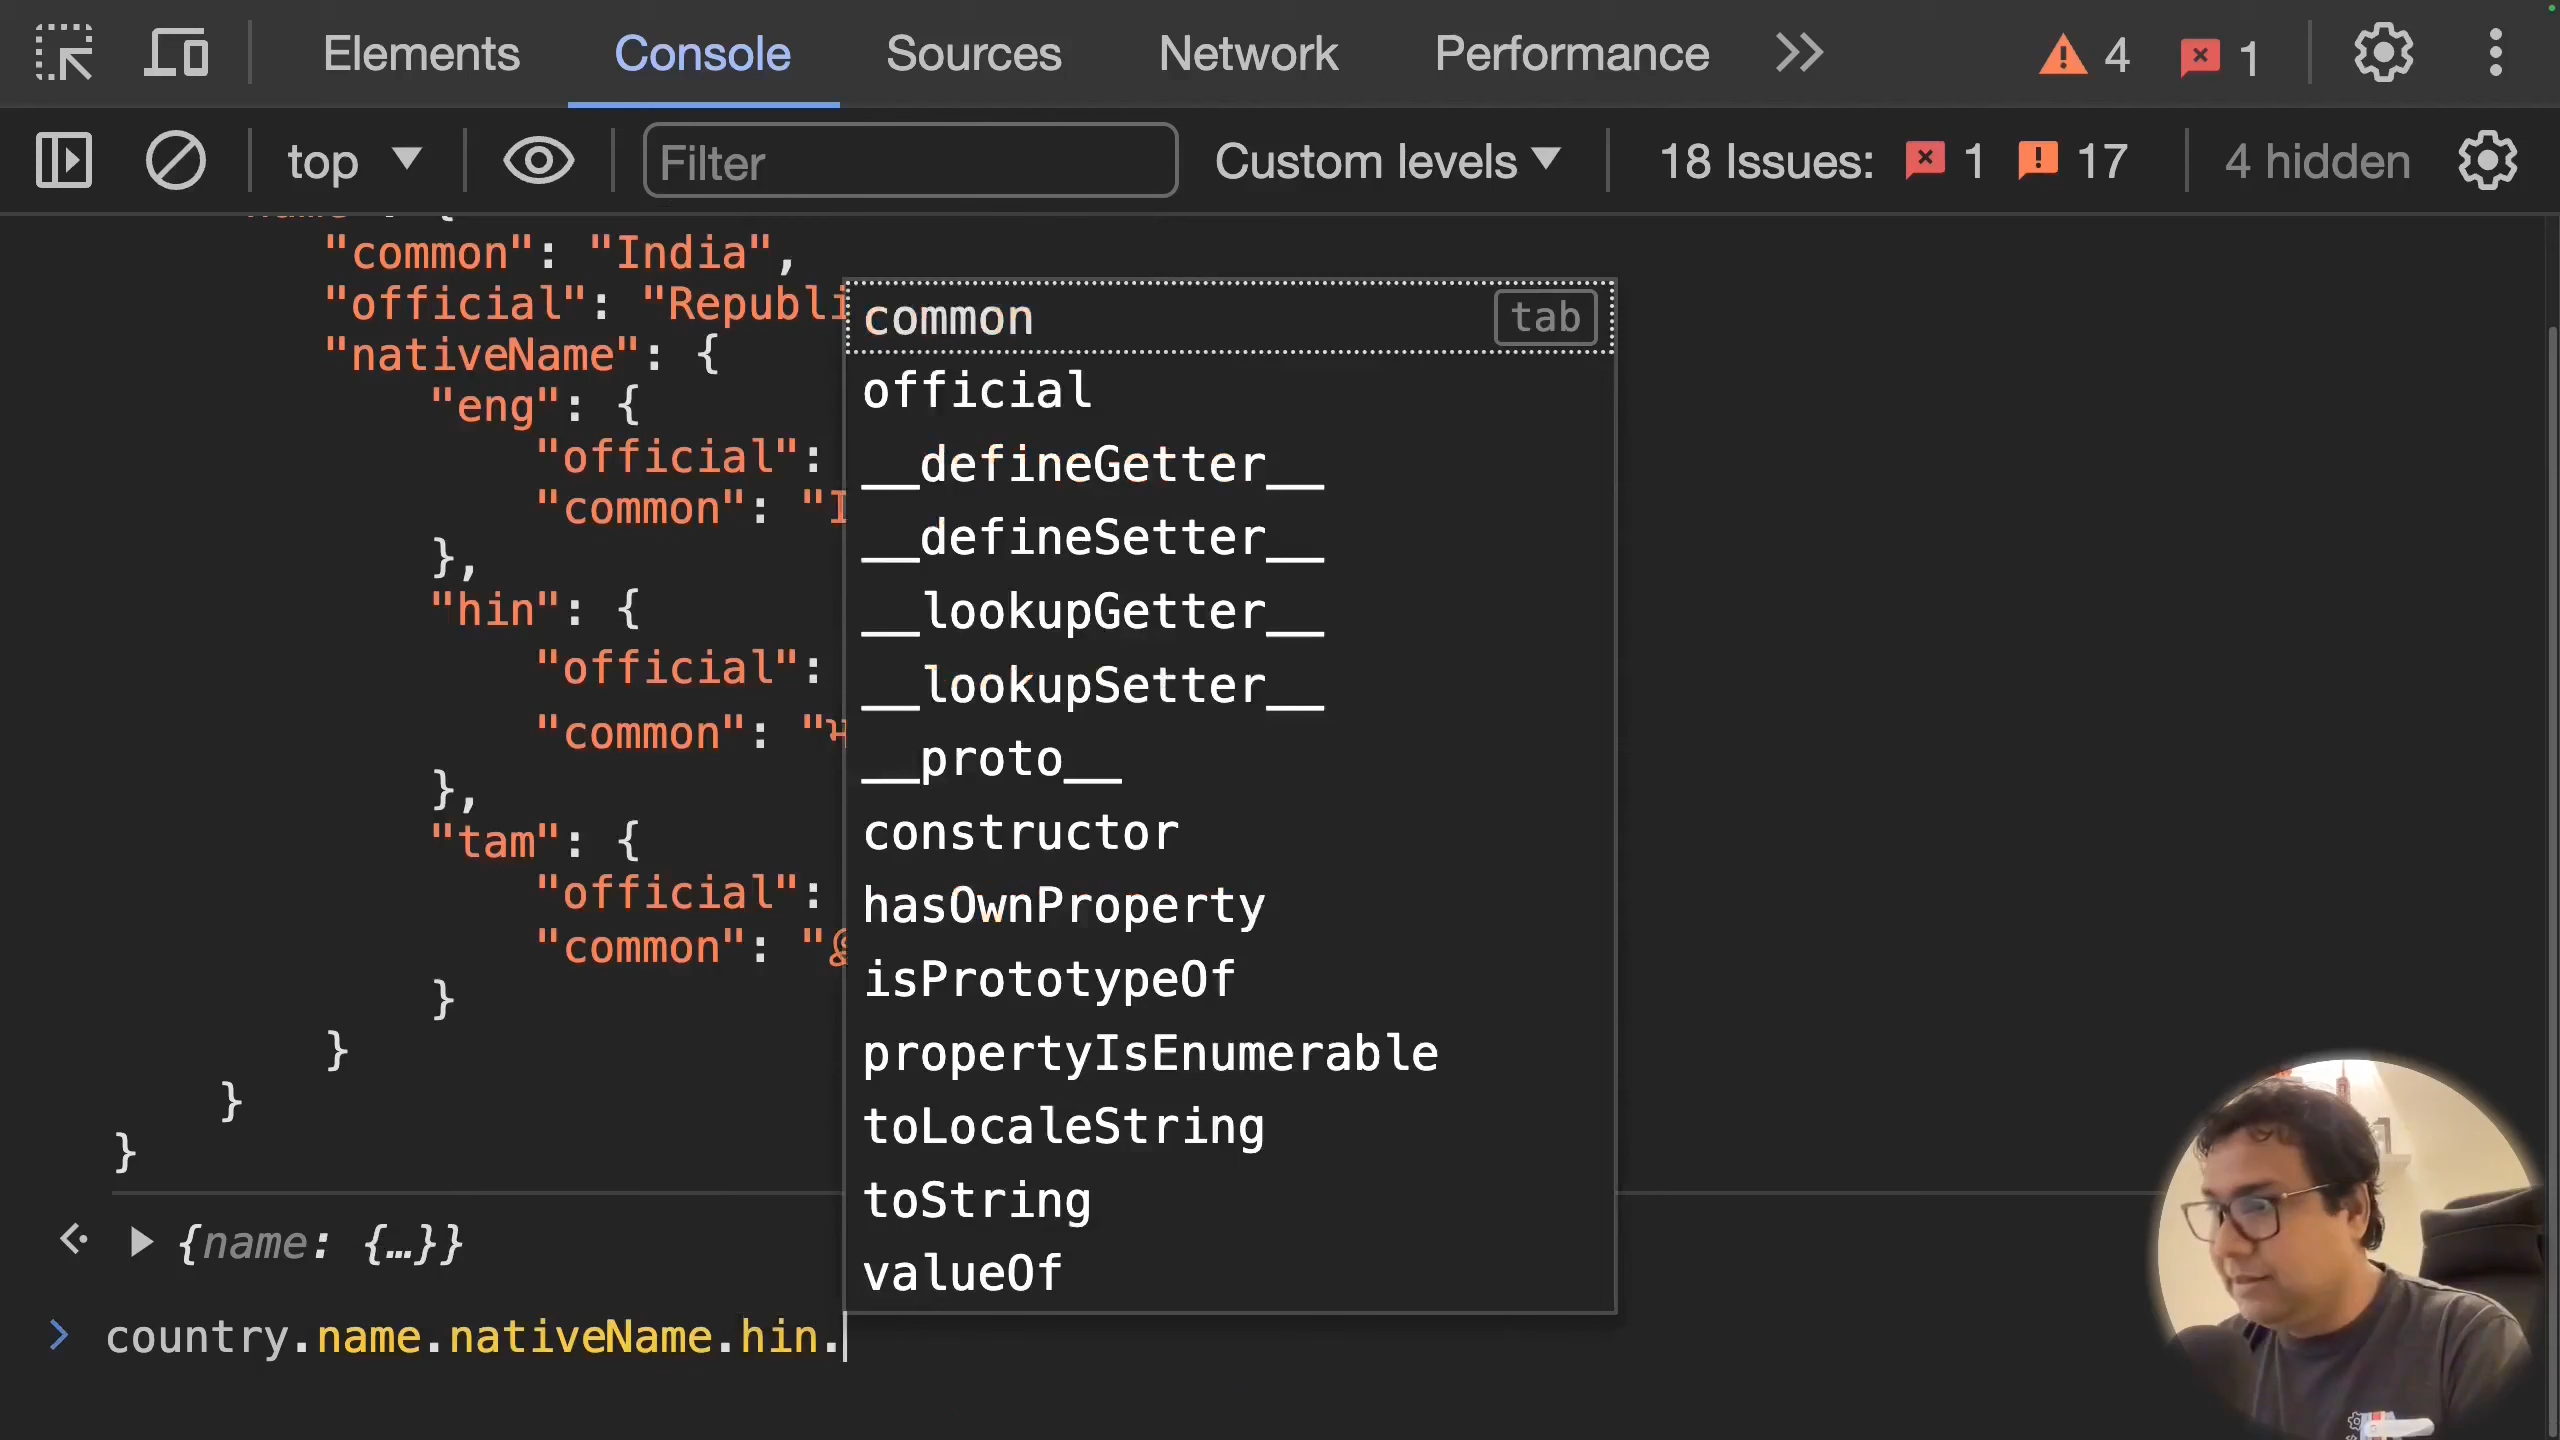 Elements Console Sources Network Performance 4 1
top Filter Custom levels 18 Issues: 1 17 4 hidden
"common": "India",
"official": "Republi
"nativeName": {
"eng": {
"official":
"common": "I
},
"hin": {
"official":
"common": "
},
"tam": {
"official":
"common": "
}
}
}
}
common tab
official
__defineGetter__
__defineSetter__
__lookupGetter__
__lookupSetter__
__proto__
constructor
hasOwnProperty
isPrototypeOf
propertyIsEnumerable
toLocaleString
toString
valueOf
{name: {…}}
country.name.nativeName.hin.